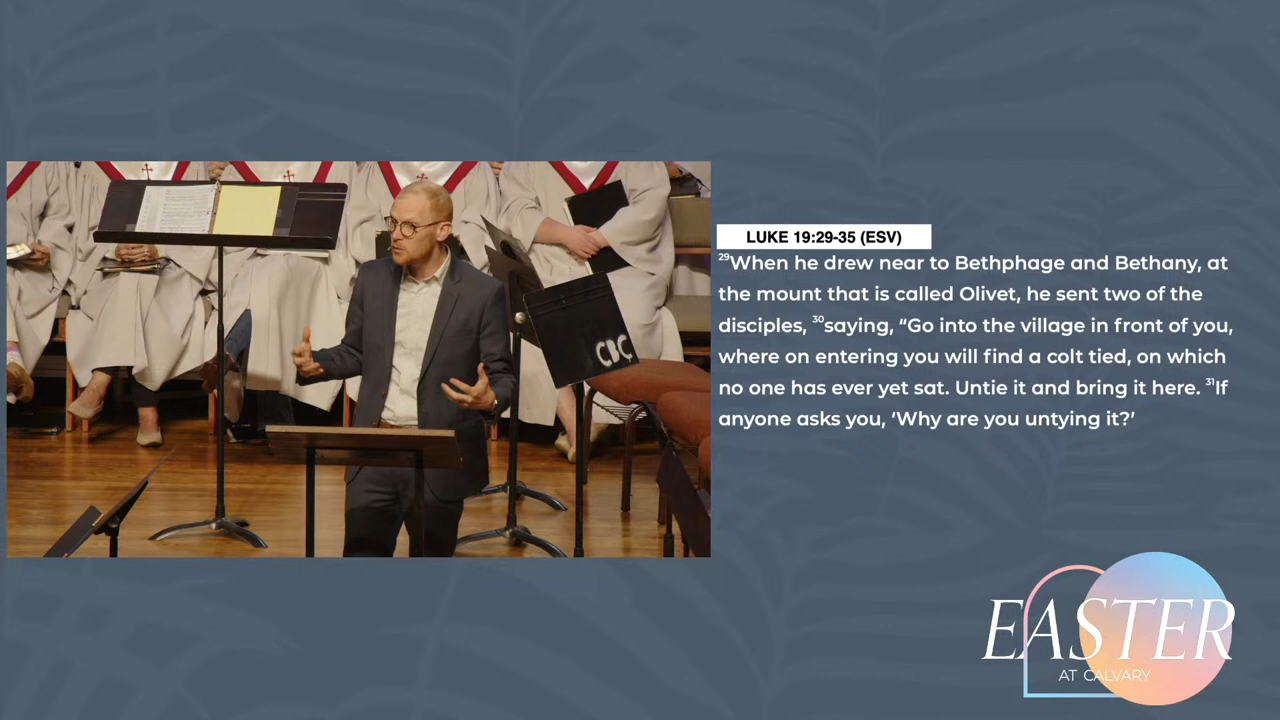 CBC
LUKE 19:29-35 (ESV)
29When he drew near to Bethphage and Bethany, at
the mount that is called Olivet, he sent two of the
disciples, 30saying, “Go into the village in front of you,
where on entering you will find a colt tied, on which
no one has ever yet sat. Untie it and bring it here. 31If
anyone asks you, ‘Why are you untying it?’
EASTER
AT CALVARY